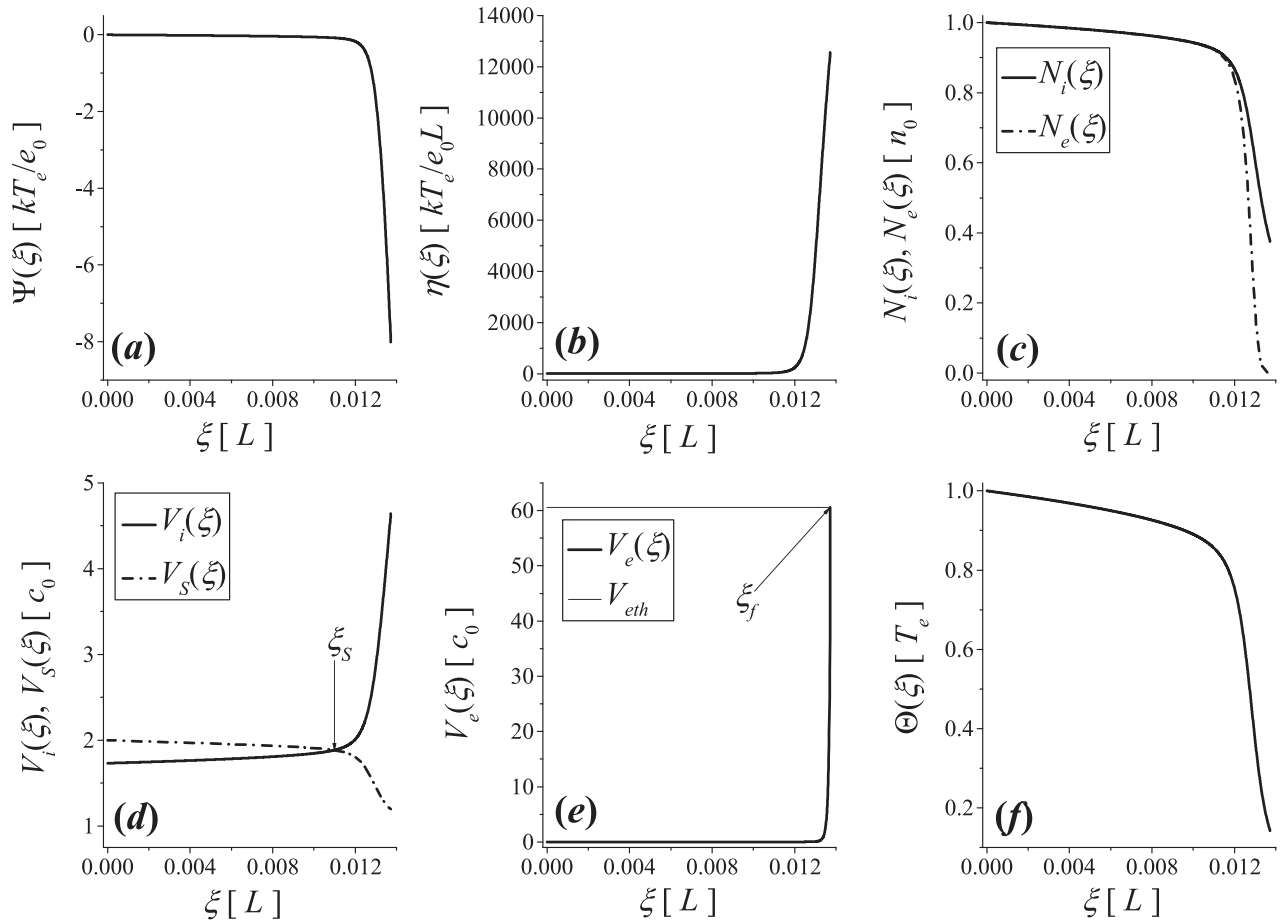 Ψ(ξ) [ kT_e/e_0 ]
0
-2
-4
-6
-8
(a)
0.000 0.004 0.008 0.012
ξ [ L ]
η(ξ) [ kT_e/e_0L ]
14000
12000
10000
8000
6000
4000
2000
0
(b)
0.000 0.004 0.008 0.012
ξ [ L ]
N_i(ξ), N_e(ξ) [ n_0 ]
1.0
0.8
0.6
0.4
0.2
0.0
N_i(ξ)
N_e(ξ)
(c)
0.000 0.004 0.008 0.012
ξ [ L ]
V_i(ξ), V_S(ξ) [ c_0 ]
5
4
3
2
1
V_i(ξ)
V_S(ξ)
ξ_S
(d)
0.000 0.004 0.008 0.012
ξ [ L ]
V_e(ξ) [ c_0 ]
60
55
50
45
40
35
30
25
20
15
10
5
0
V_e(ξ)
V_eth
ξ_f
(e)
0.000 0.004 0.008 0.012
ξ [ L ]
Θ(ξ) [ T_e ]
1.0
0.8
0.6
0.4
0.2
(f)
0.000 0.004 0.008 0.012
ξ [ L ]